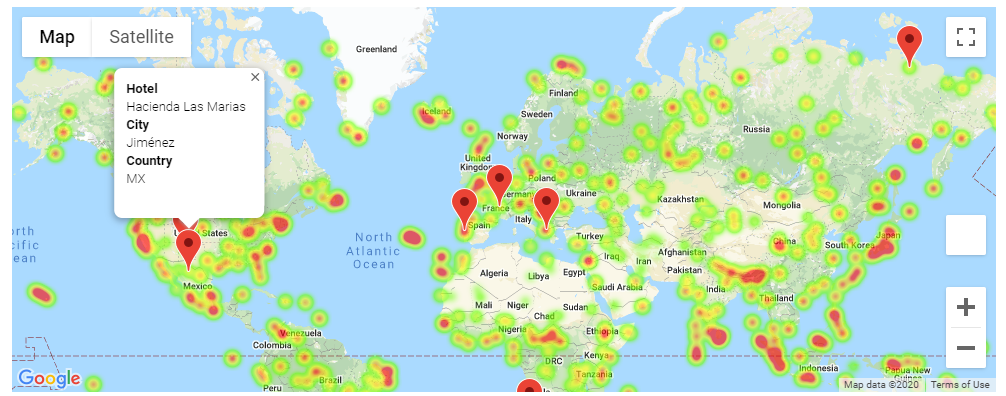 Map
Satellite
Hotel
Hacienda Las Marias
City
Jiménez
Country
MX
Greenland
Iceland
Finland
Sweden
Norway
Russia
United
Kingdom
Poland
Germany
Ukraine
France
Kazakhstan
Mongolia
Italy
Spain
Turkey
United States
orth
cific
ean
North
Atlantic
Ocean
China
South Korea
Japan
Iraq
Iran
Afghanistan
Pakistan
Algeria
Libya
Egypt
Saudi Arabia
India
Mexico
Mali
Niger
Sudan
Chad
Thailand
Nigeria
Ethiopia
Venezuela
Colombia
DRC
Kenya
Tanzania
Indonesia
Papua New
Guinea
Peru
Brazil
Google
Map data ©2020
Terms of Use